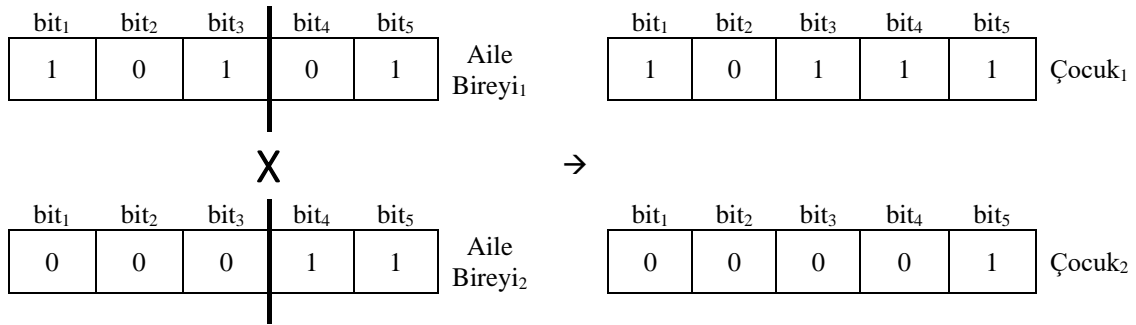 bit₁ bit₂ bit₃ bit₄ bit₅
1 0 1 0 1
Aile
Bireyi₁
bit₁ bit₂ bit₃ bit₄ bit₅
1 0 1 1 1
Çocuk₁
X →
bit₁ bit₂ bit₃ bit₄ bit₅
0 0 0 1 1
Aile
Bireyi₂
bit₁ bit₂ bit₃ bit₄ bit₅
0 0 0 0 1
Çocuk₂